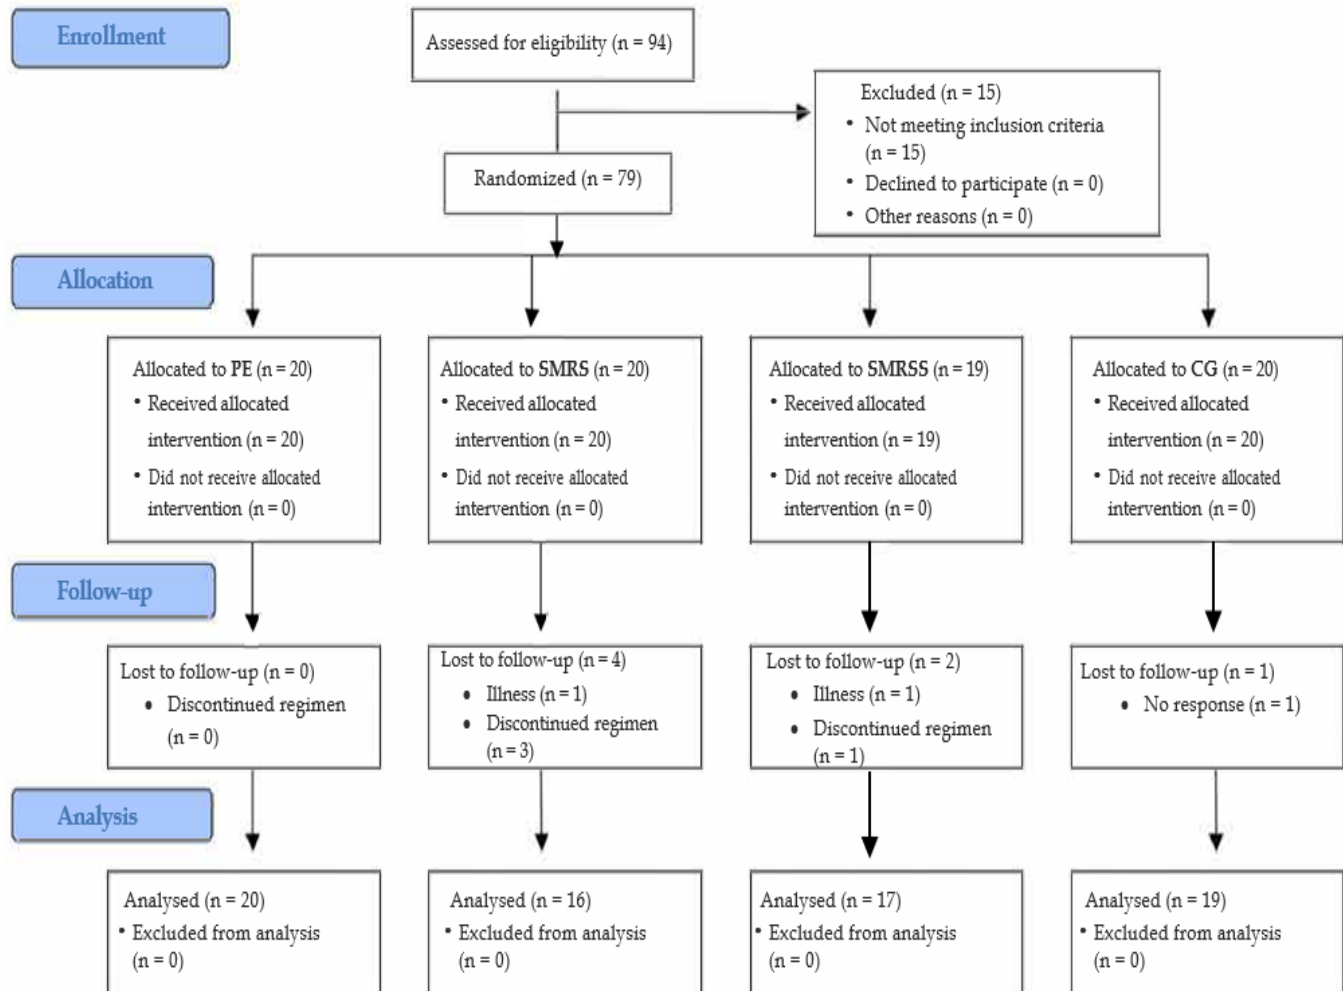 Enrollment
Assessed for eligibility (n = 94)
Excluded (n = 15)
• Not meeting inclusion criteria
(n = 15)
• Declined to participate (n = 0)
• Other reasons (n = 0)
Randomized (n = 79)
Allocation
Allocated to PE (n = 20)
• Received allocated
intervention (n = 20)
• Did not receive allocated
intervention (n = 0)
Allocated to SMRS (n = 20)
• Received allocated
intervention (n = 20)
• Did not receive allocated
intervention (n = 0)
Allocated to SMRSS (n = 19)
• Received allocated
intervention (n = 19)
• Did not receive allocated
intervention (n = 0)
Allocated to CG (n = 20)
• Received allocated
intervention (n = 20)
• Did not receive allocated
intervention (n = 0)
Follow-up
Lost to follow-up (n = 0)
• Discontinued regimen
(n = 0)
Lost to follow-up (n = 4)
• Illness (n = 1)
• Discontinued regimen
(n = 3)
Lost to follow-up (n = 2)
• Illness (n = 1)
• Discontinued regimen
(n = 1)
Lost to follow-up (n = 1)
• No response (n = 1)
Analysis
Analysed (n = 20)
• Excluded from analysis
(n = 0)
Analysed (n = 16)
• Excluded from analysis
(n = 0)
Analysed (n = 17)
• Excluded from analysis
(n = 0)
Analysed (n = 19)
• Excluded from analysis
(n = 0)